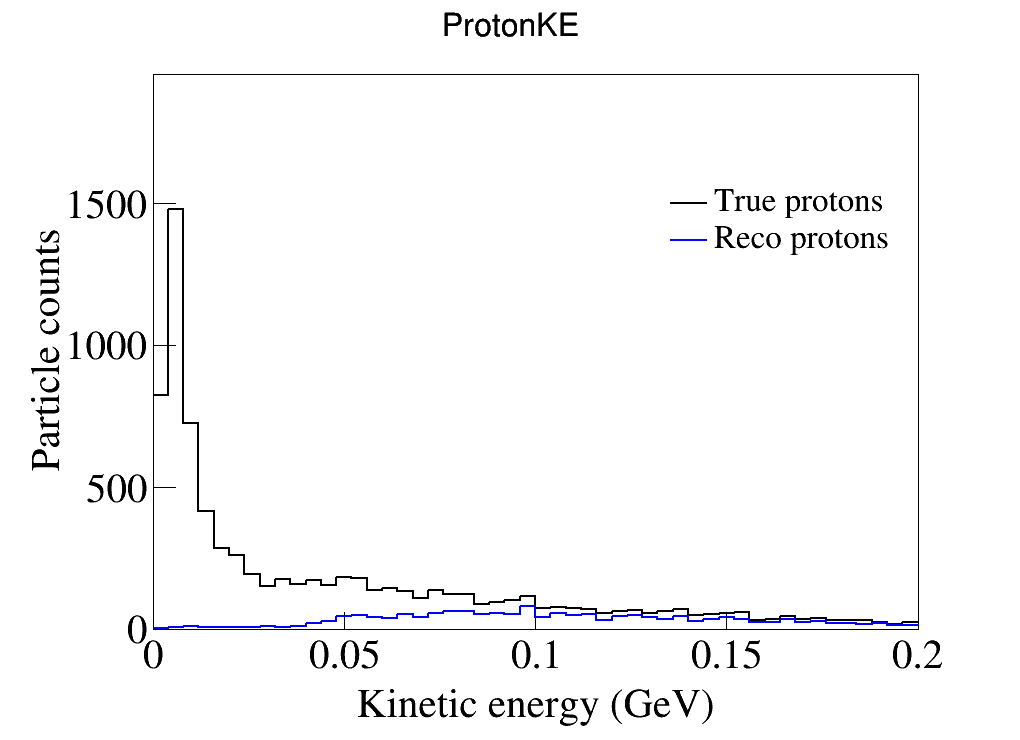 ProtonKE
1500
1000
500
0
True protons
Reco protons
Particle counts
0 0.05 0.1 0.15 0.2
Kinetic energy (GeV)